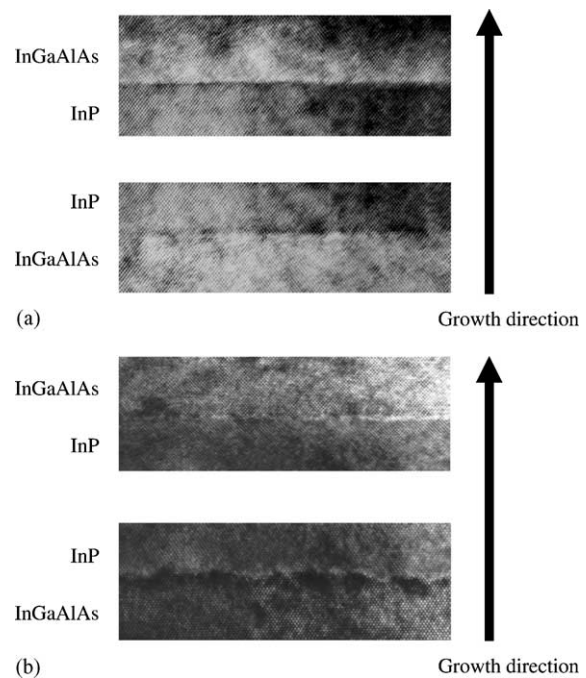 InGaAlAs
InP
InP
InGaAlAs
(a)
Growth direction
InGaAlAs
InP
InP
InGaAlAs
(b)
Growth direction